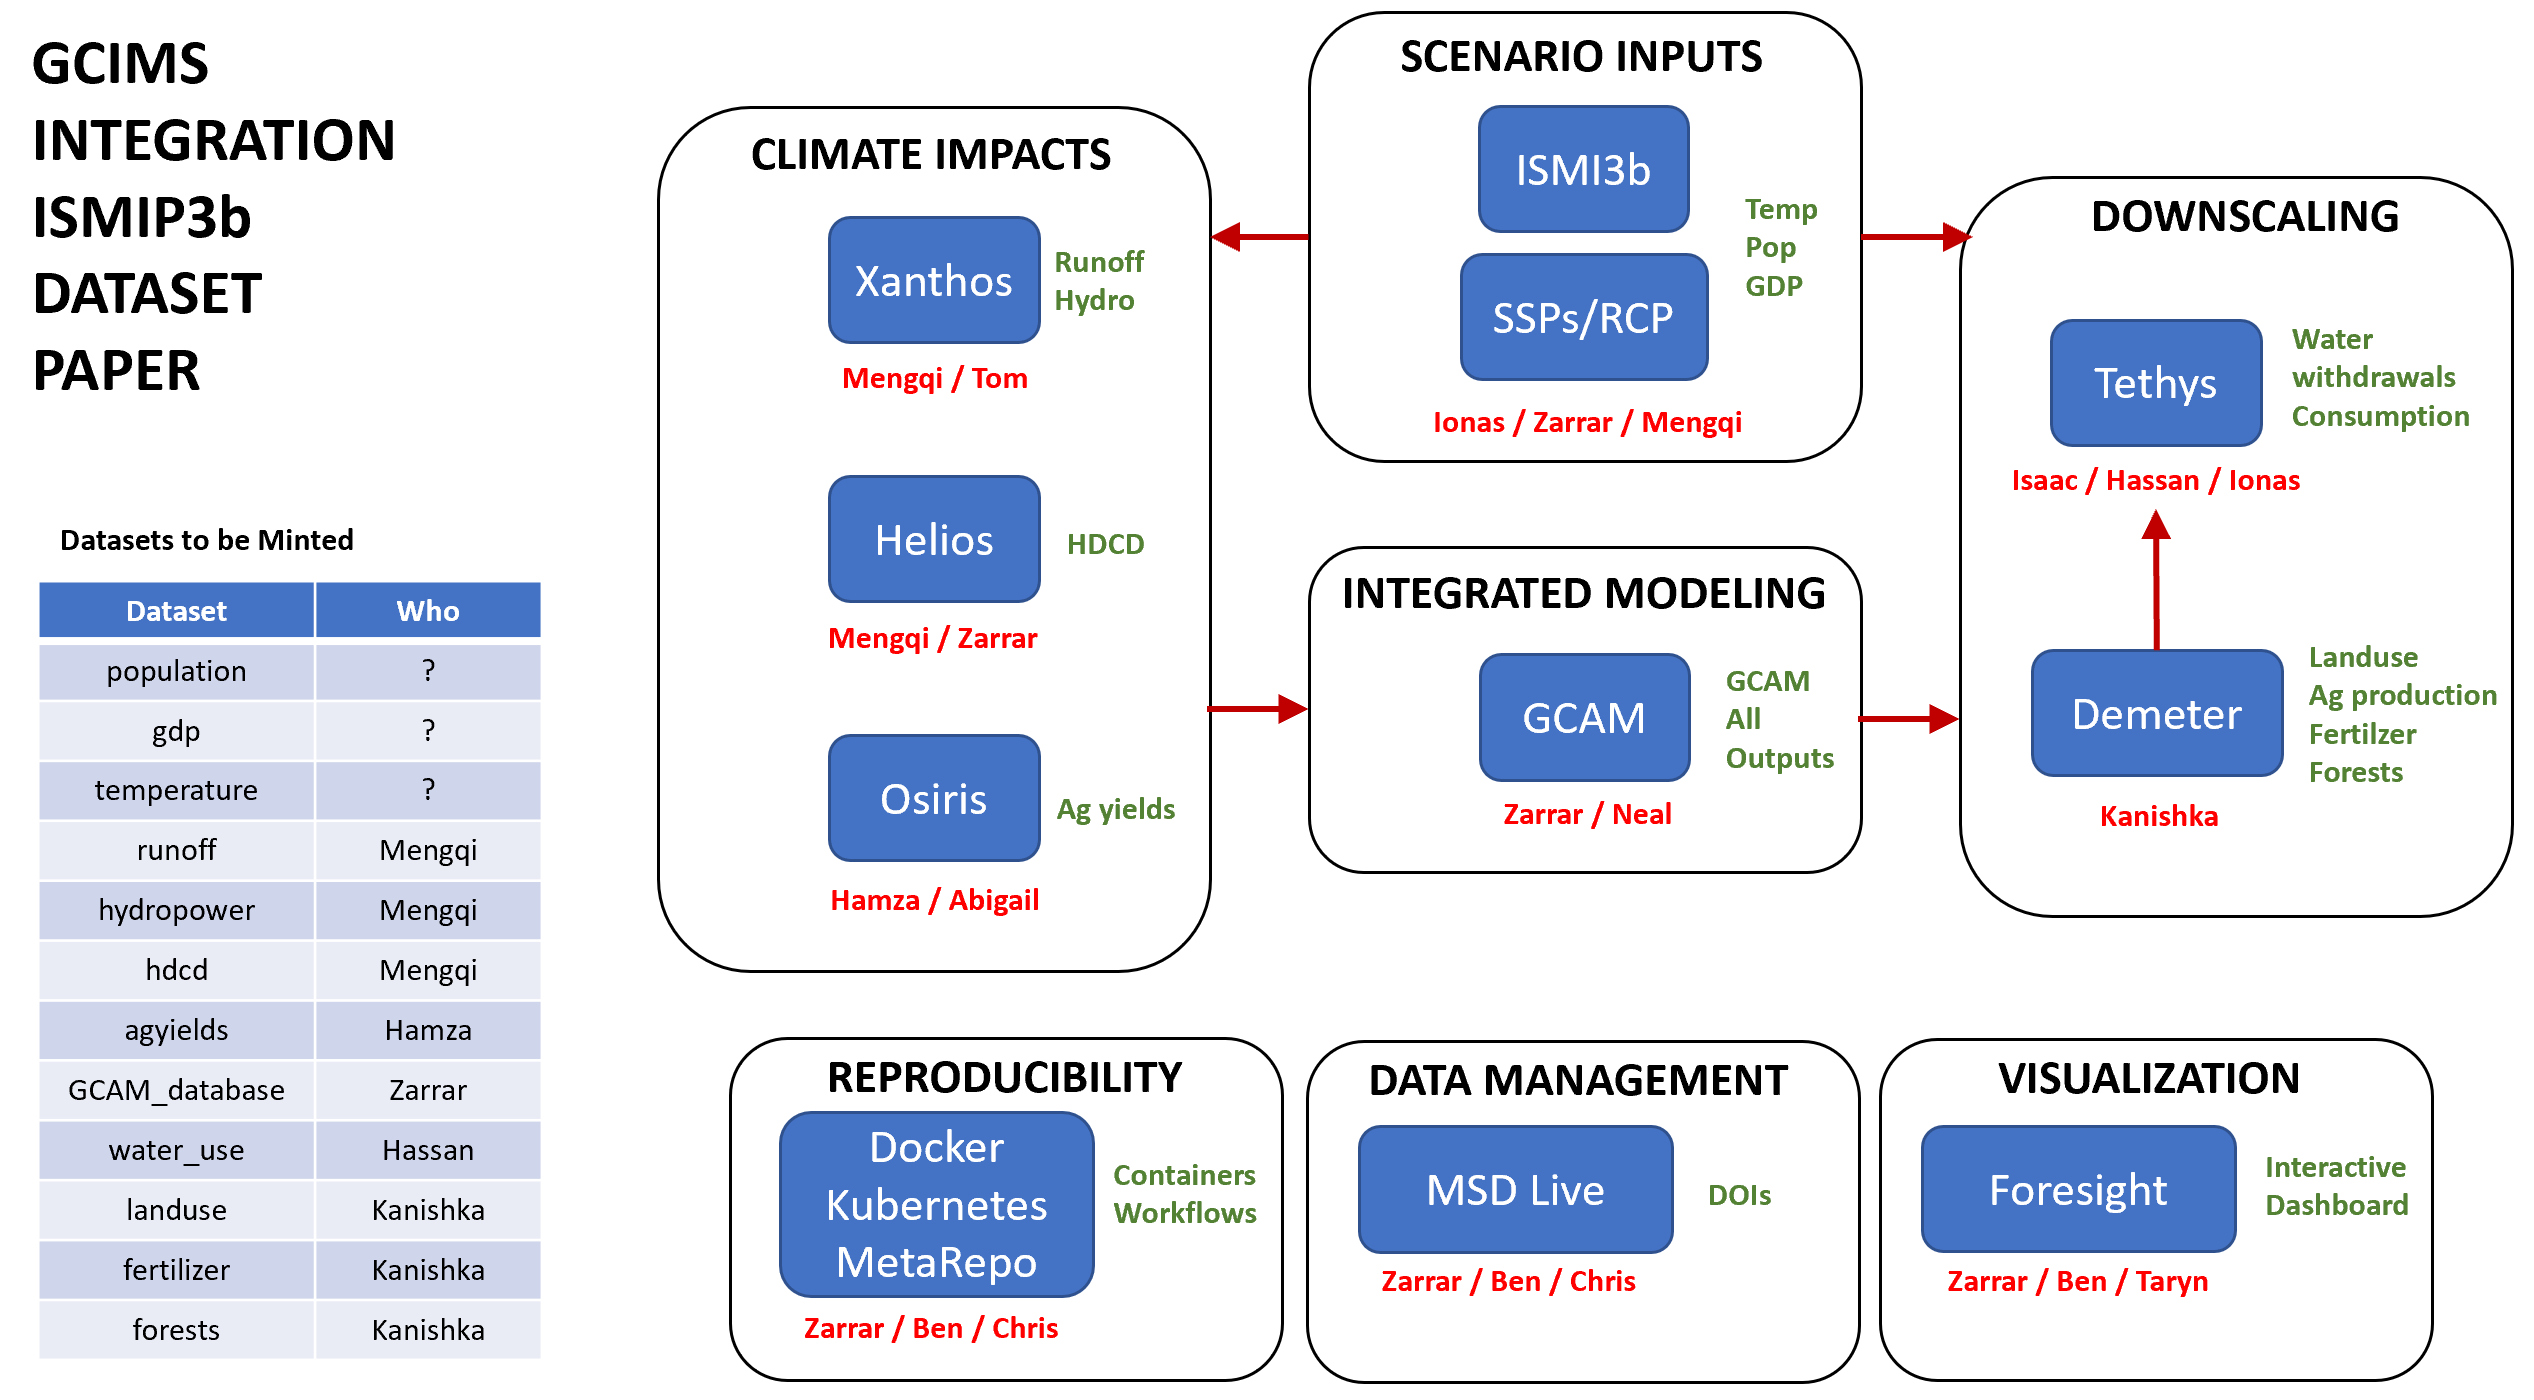 GCIMS
INTEGRATION
ISMIP3b
DATASET
PAPER
Datasets to be Minted
Dataset Who
population ?
gdp ?
temperature ?
runoff Mengqi
hydropower Mengqi
hdcd Mengqi
agyields Hamza
GCAM_database Zarrar
water_use Hassan
landuse Kanishka
fertilizer Kanishka
forests Kanishka
CLIMATE IMPACTS
Xanthos
Runoff
Hydro
Mengqi / Tom
Helios
HDCD
Mengqi / Zarrar
Osiris
Ag yields
Hamza / Abigail
SCENARIO INPUTS
ISMI3b
SSPs/RCP
Temp
Pop
GDP
Ionas / Zarrar / Mengqi
INTEGRATED MODELING
GCAM
GCAM
All
Outputs
Zarrar / Neal
DOWNSCALING
Tethys
Water
withdrawals
Consumption
Isaac / Hassan / Ionas
Demeter
Landuse
Ag production
Fertilzer
Forests
Kanishka
REPRODUCIBILITY
Docker
Kubernetes
MetaRepo
Containers
Workflows
Zarrar / Ben / Chris
DATA MANAGEMENT
MSD Live
DOIs
Zarrar / Ben / Chris
VISUALIZATION
Foresight
Interactive
Dashboard
Zarrar / Ben / Taryn